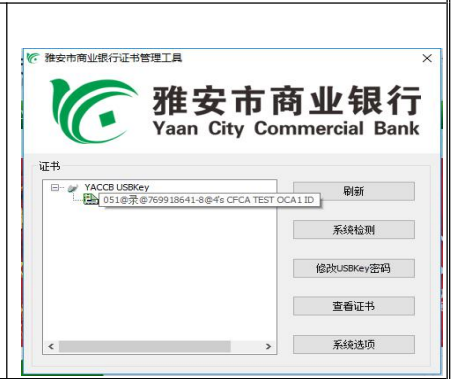 雅安市商业银行证书管理工具
雅安市商业银行
Yaan City Commercial Bank
证书
YACCB USBKey
051@录@769918641-8@4's CFCA TEST OCA1 ID
刷新
系统检测
修改USBKey密码
查看证书
系统选项